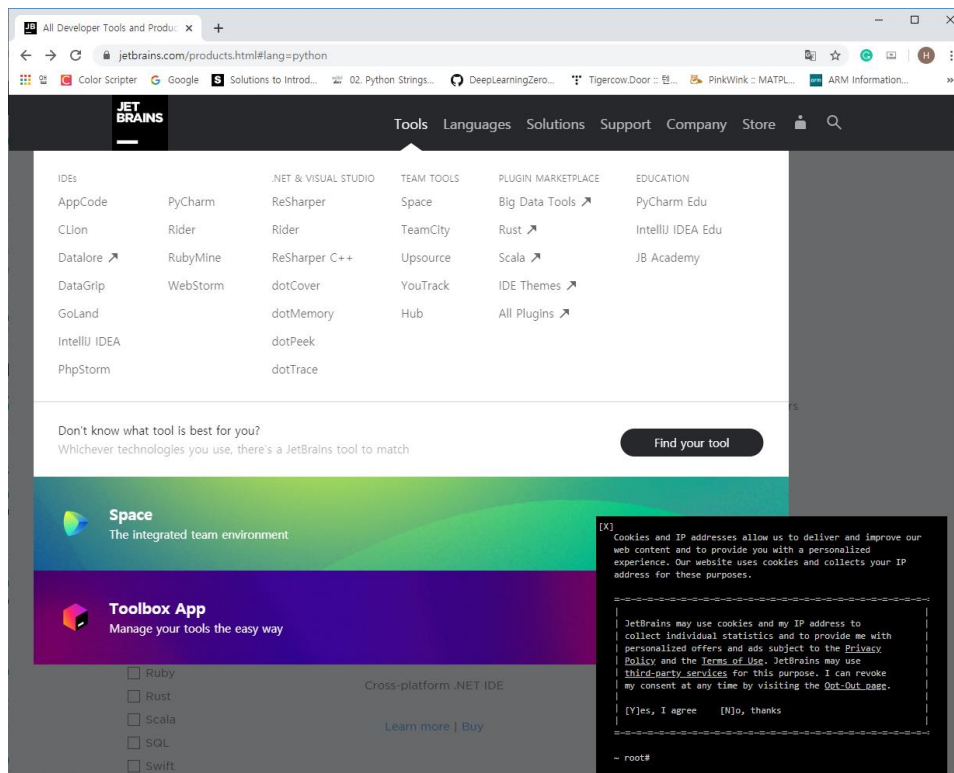 JB All Developer Tools and Produc
jetbrains.com/products.html#lang=python
H
앱 Color Scripter Google S Solutions to Introd... 02. Python Strings... DeepLearningZero... Tigercow.Door :: 텐... PinkWink :: MATPL... arm ARM Information...
JET
BRAINS
Tools Languages Solutions Support Company Store
IDEs .NET & VISUAL STUDIO TEAM TOOLS PLUGIN MARKETPLACE EDUCATION
AppCode PyCharm ReSharper Space Big Data Tools ↗ PyCharm Edu
CLion Rider Rider TeamCity Rust ↗ IntelliJ IDEA Edu
Datalore ↗ RubyMine ReSharper C++ Upsource Scala ↗ JB Academy
DataGrip WebStorm dotCover YouTrack IDE Themes ↗
GoLand dotMemory Hub All Plugins ↗
IntelliJ IDEA dotPeek
PhpStorm dotTrace
rs
Don't know what tool is best for you?
Whichever technologies you use, there's a JetBrains tool to match
Find your tool
Space
The integrated team environment
Toolbox App
Manage your tools the easy way
Ruby
Rust
Scala
SQL
Swift
Cross-platform .NET IDE
Learn more | Buy
[X]
Cookies and IP addresses allow us to deliver and improve our
web content and to provide you with a personalized
experience. Our website uses cookies and collects your IP
address for these purposes.
JetBrains may use cookies and my IP address to
collect individual statistics and to provide me with
personalized offers and ads subject to the Privacy
Policy and the Terms of Use. JetBrains may use
third-party services for this purpose. I can revoke
my consent at any time by visiting the Opt-Out page.
[Y]es, I agree [N]o, thanks
~ root#